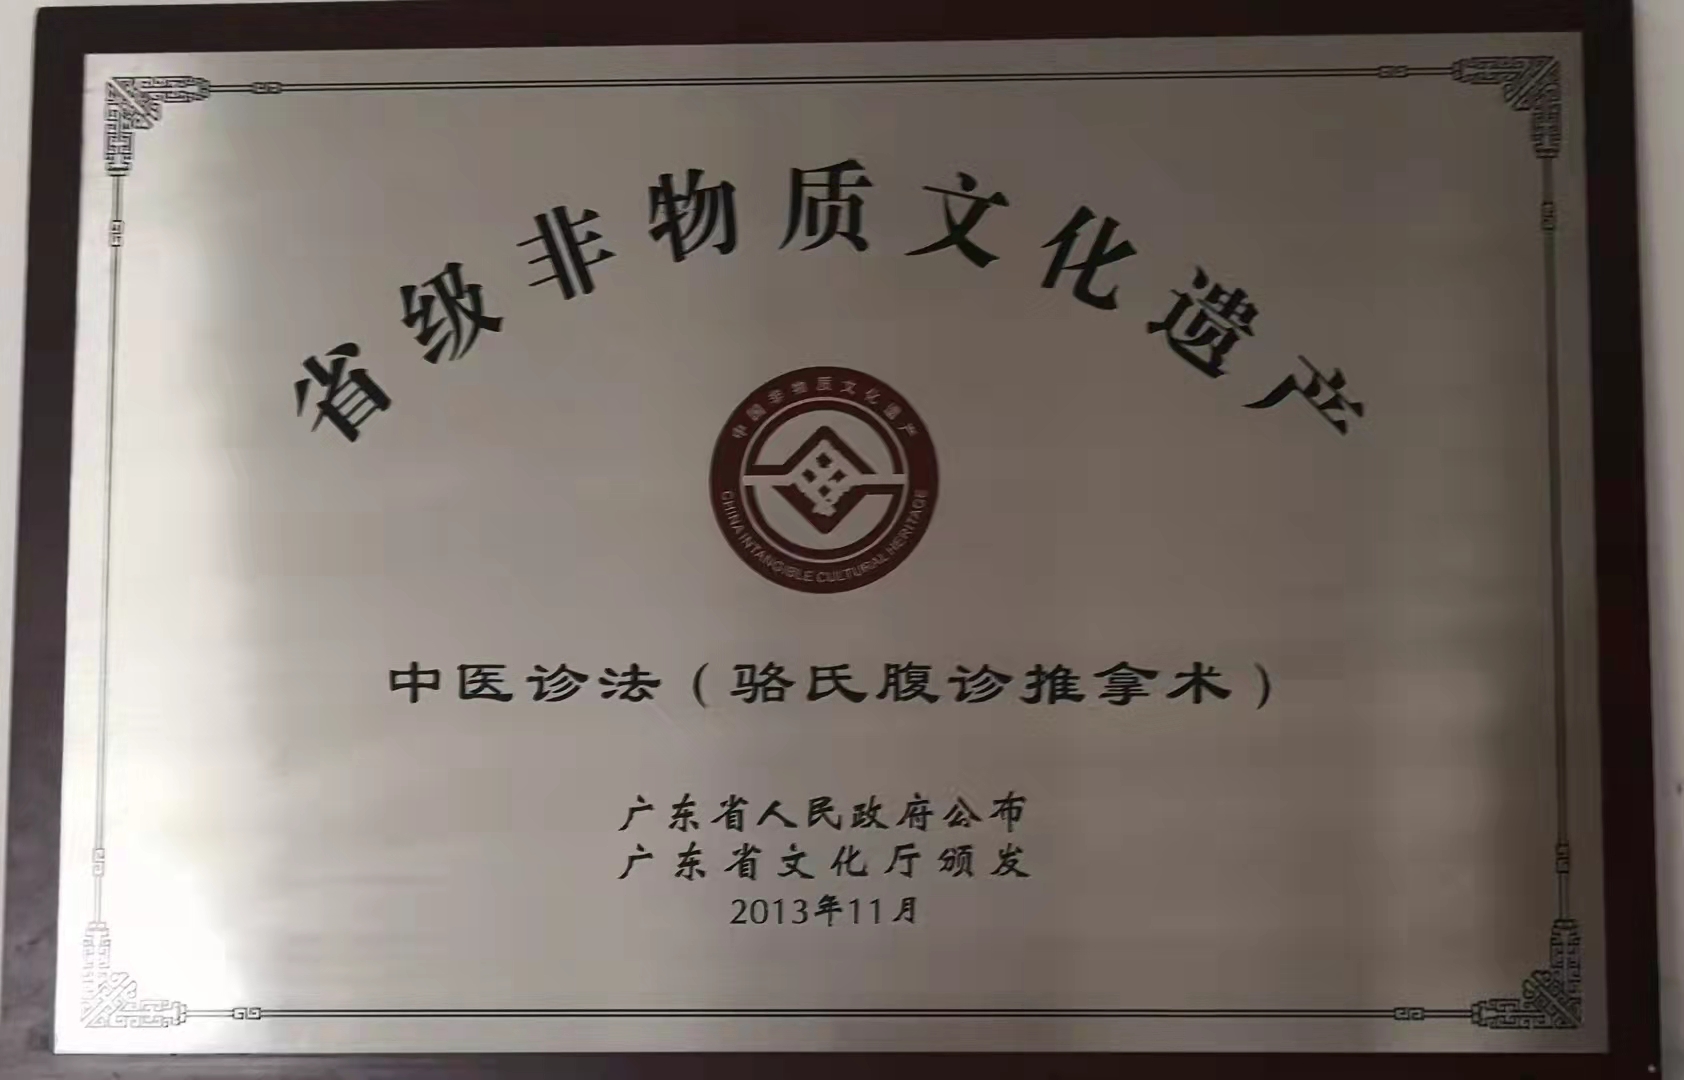 省级非物质文化遗产
中国非物质文化遗产
CHINA INTANGIBLE CULTURAL HERITAGE
中医诊法（骆氏腹诊推拿术）
广东省人民政府公布
广东省文化厅颁发
2013年11月